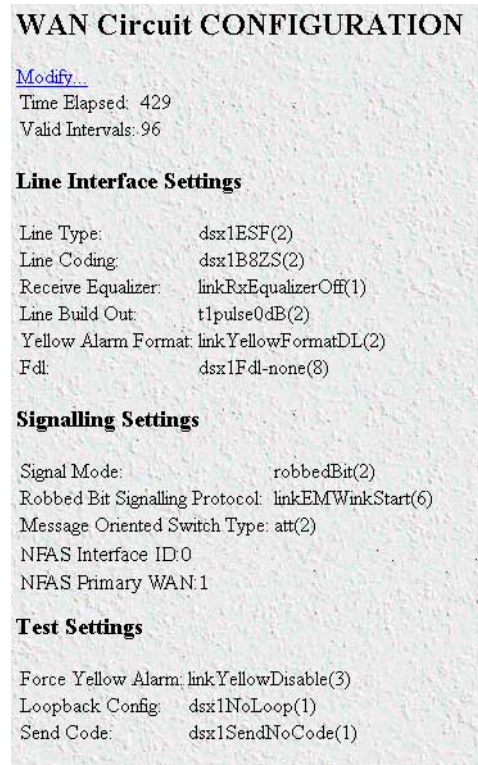 WAN Circuit CONFIGURATION
Modify...
Time Elapsed: 429
Valid Intervals: 96
Line Interface Settings
Line Type: dsx1ESF(2)
Line Coding: dsx1B8ZS(2)
Receive Equalizer: linkRxEqualizerOff(1)
Line Build Out: t1pulse0dB(2)
Yellow Alarm Format: linkYellowFormatDL(2)
Fdl: dsx1Fdl-none(8)
Signalling Settings
Signal Mode: robbedBit(2)
Robbed Bit Signalling Protocol: linkEMWinkStart(6)
Message Oriented Switch Type: att(2)
NFAS Interface ID:0
NFAS Primary WAN:1
Test Settings
Force Yellow Alarm: linkYellowDisable(3)
Loopback Config: dsx1NoLoop(1)
Send Code: dsx1SendNoCode(1)